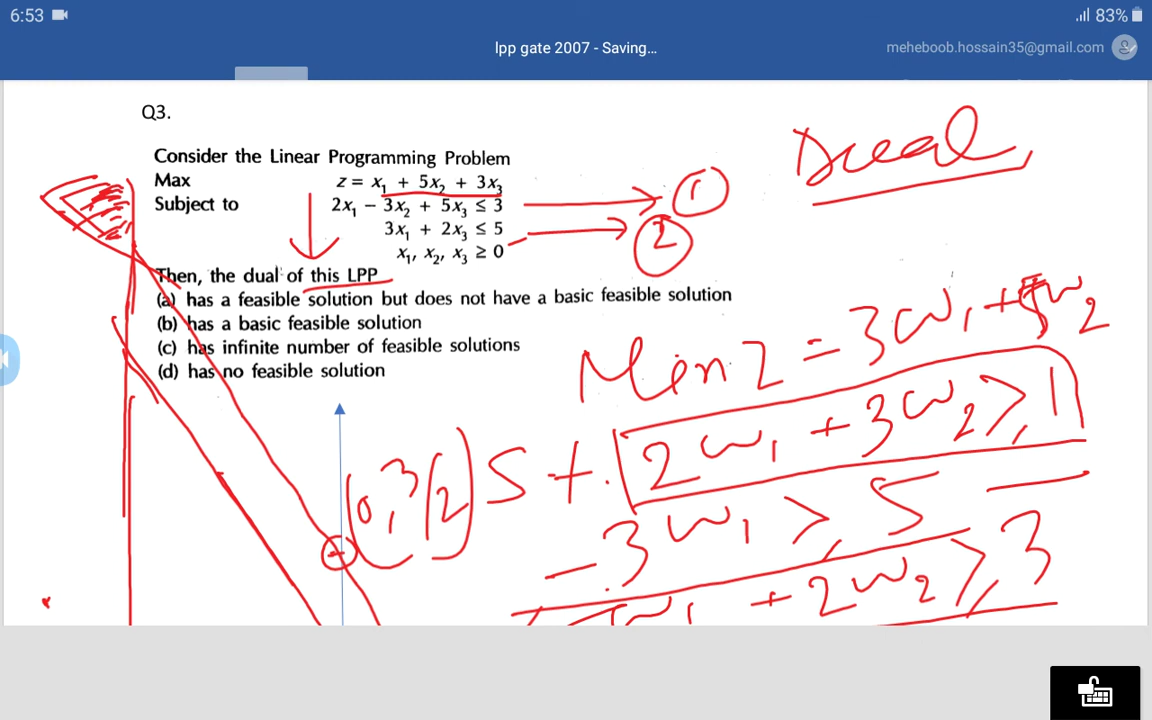 6:53 83%
lpp gate 2007 - Saving...
meheboob.hossain35@gmail.com
Q3.
Consider the Linear Programming Problem
Max z = x₁ + 5x₂ + 3x₃
Subject to 2x₁ − 3x₂ + 5x₃ ≤ 3
3x₁ + 2x₃ ≤ 5
x₁, x₂, x₃ ≥ 0
Then, the dual of this LPP
(a) has a feasible solution but does not have a basic feasible solution
(b) has a basic feasible solution
(c) has infinite number of feasible solutions
(d) has no feasible solution
Dual
1
2
Min Z = 3w₁ + 5w₂
S t. 2w₁ + 3w₂ ≥ 1
-3w₁ ≥ 5
w₁ + 2w₂ ≥ 3
(0, 3/2)